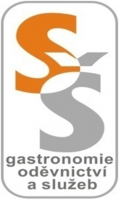 SŠ
gastronomie
oděvnictví
a služeb